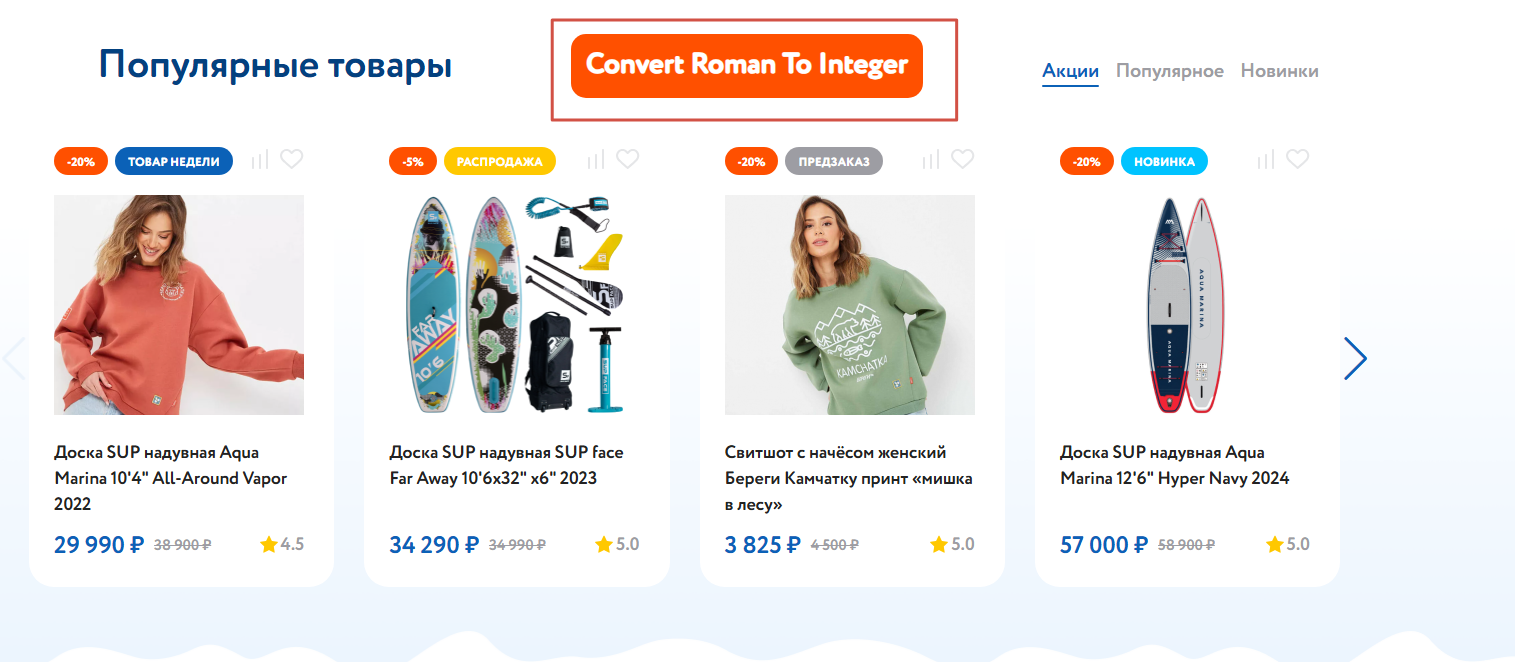 Популярные товары
Convert Roman To Integer
Акции Популярное Новинки
-20% ТОВАР НЕДЕЛИ
-5% РАСПРОДАЖА
-20% ПРЕДЗАКАЗ
-20% НОВИНКА
FAR
AWAY
10'6
KAMCHATKA
AQUA MARINA
AQUA MARINA
Доска SUP надувная Aqua
Marina 10'4" All-Around Vapor
2022
29 990 ₽ 38 900 ₽ 4.5
Доска SUP надувная SUP face
Far Away 10'6x32" x6" 2023
34 290 ₽ 34 990 ₽ 5.0
Свитшот с начёсом женский
Береги Камчатку принт «мишка
в лесу»
3 825 ₽ 4 500 ₽ 5.0
Доска SUP надувная Aqua
Marina 12'6" Hyper Navy 2024
57 000 ₽ 58 900 ₽ 5.0